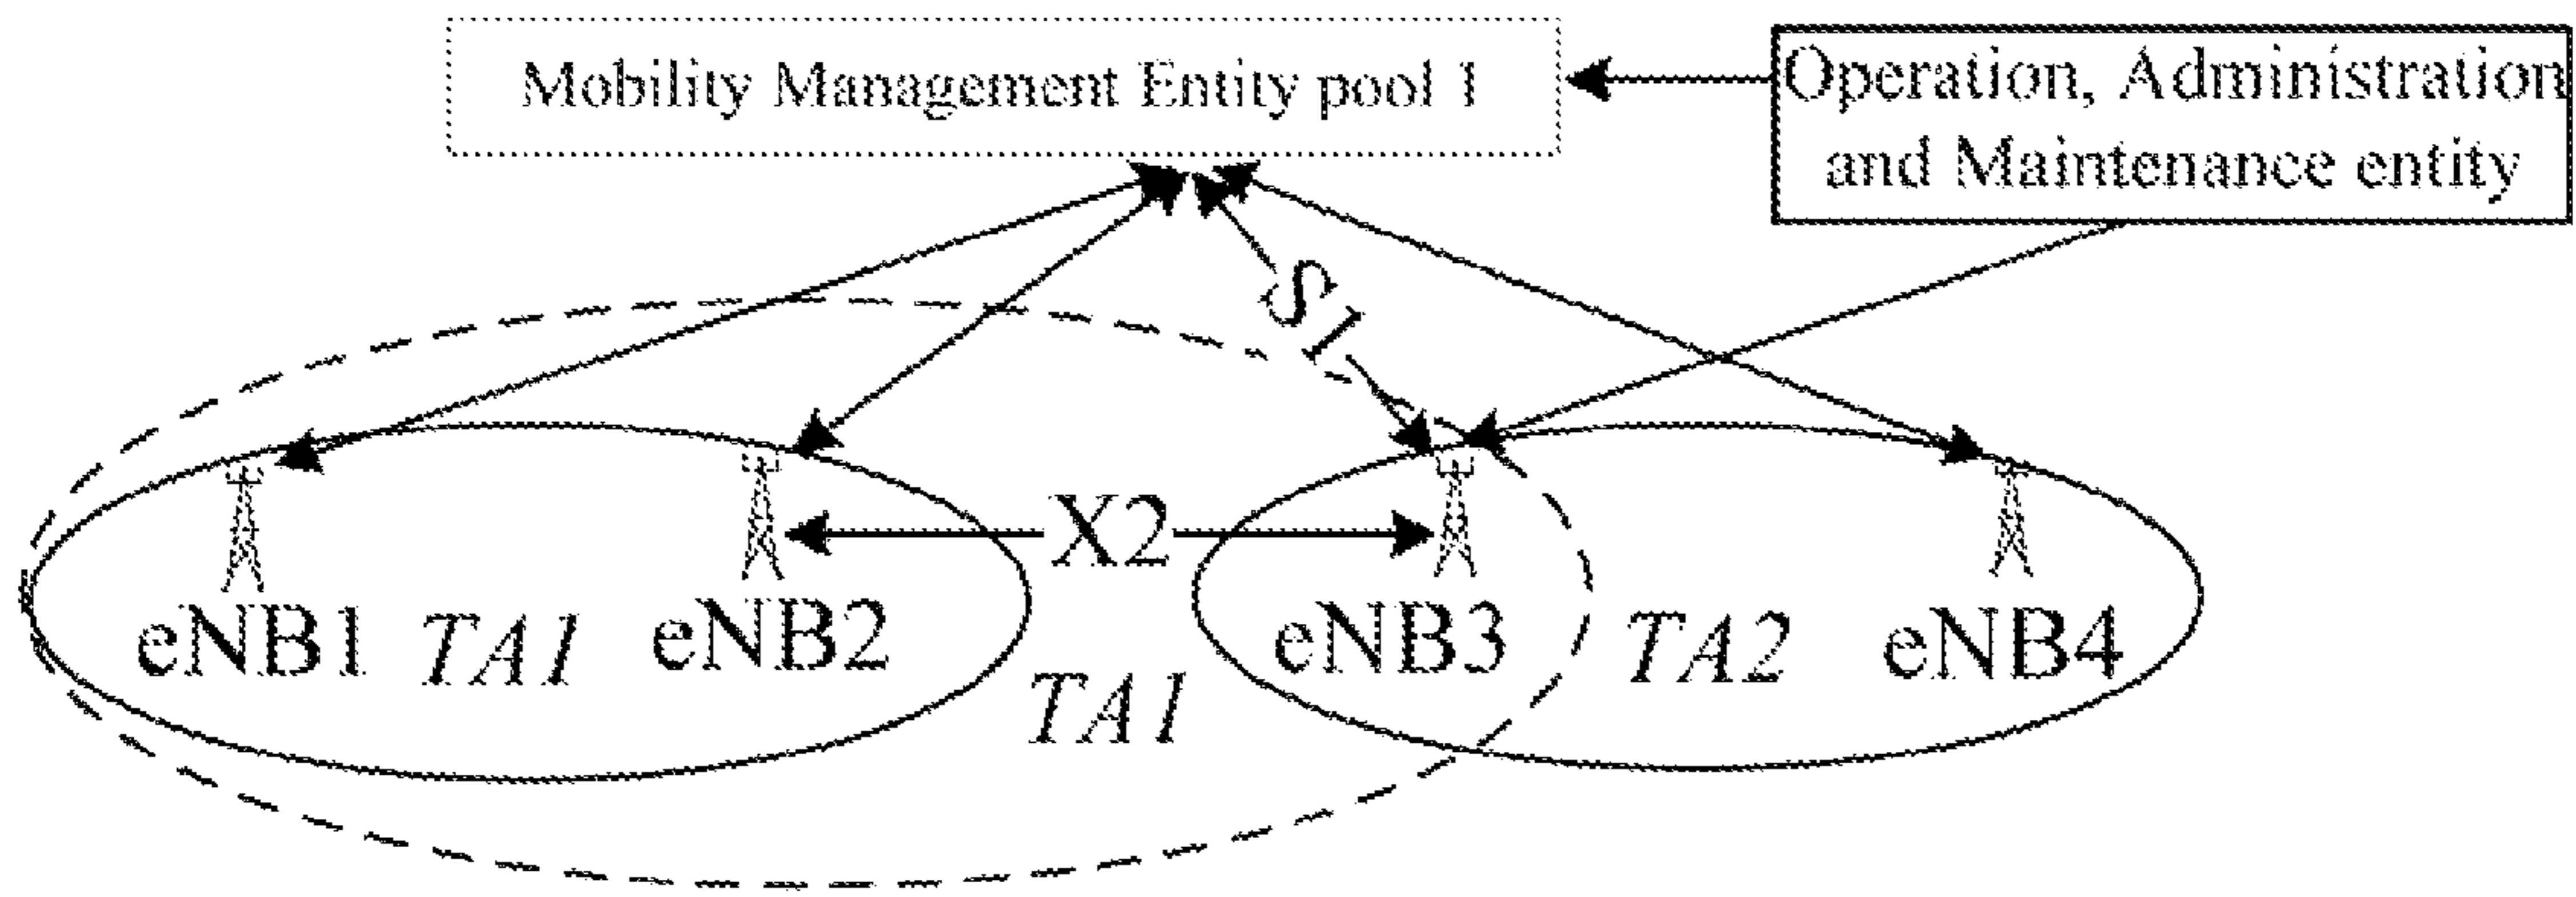 Mobility Management Entity pool 1
Operation, Administration
and Maintenance entity
S1
X2
eNB1 TA1 eNB2
TA1
eNB3 TA2 eNB4